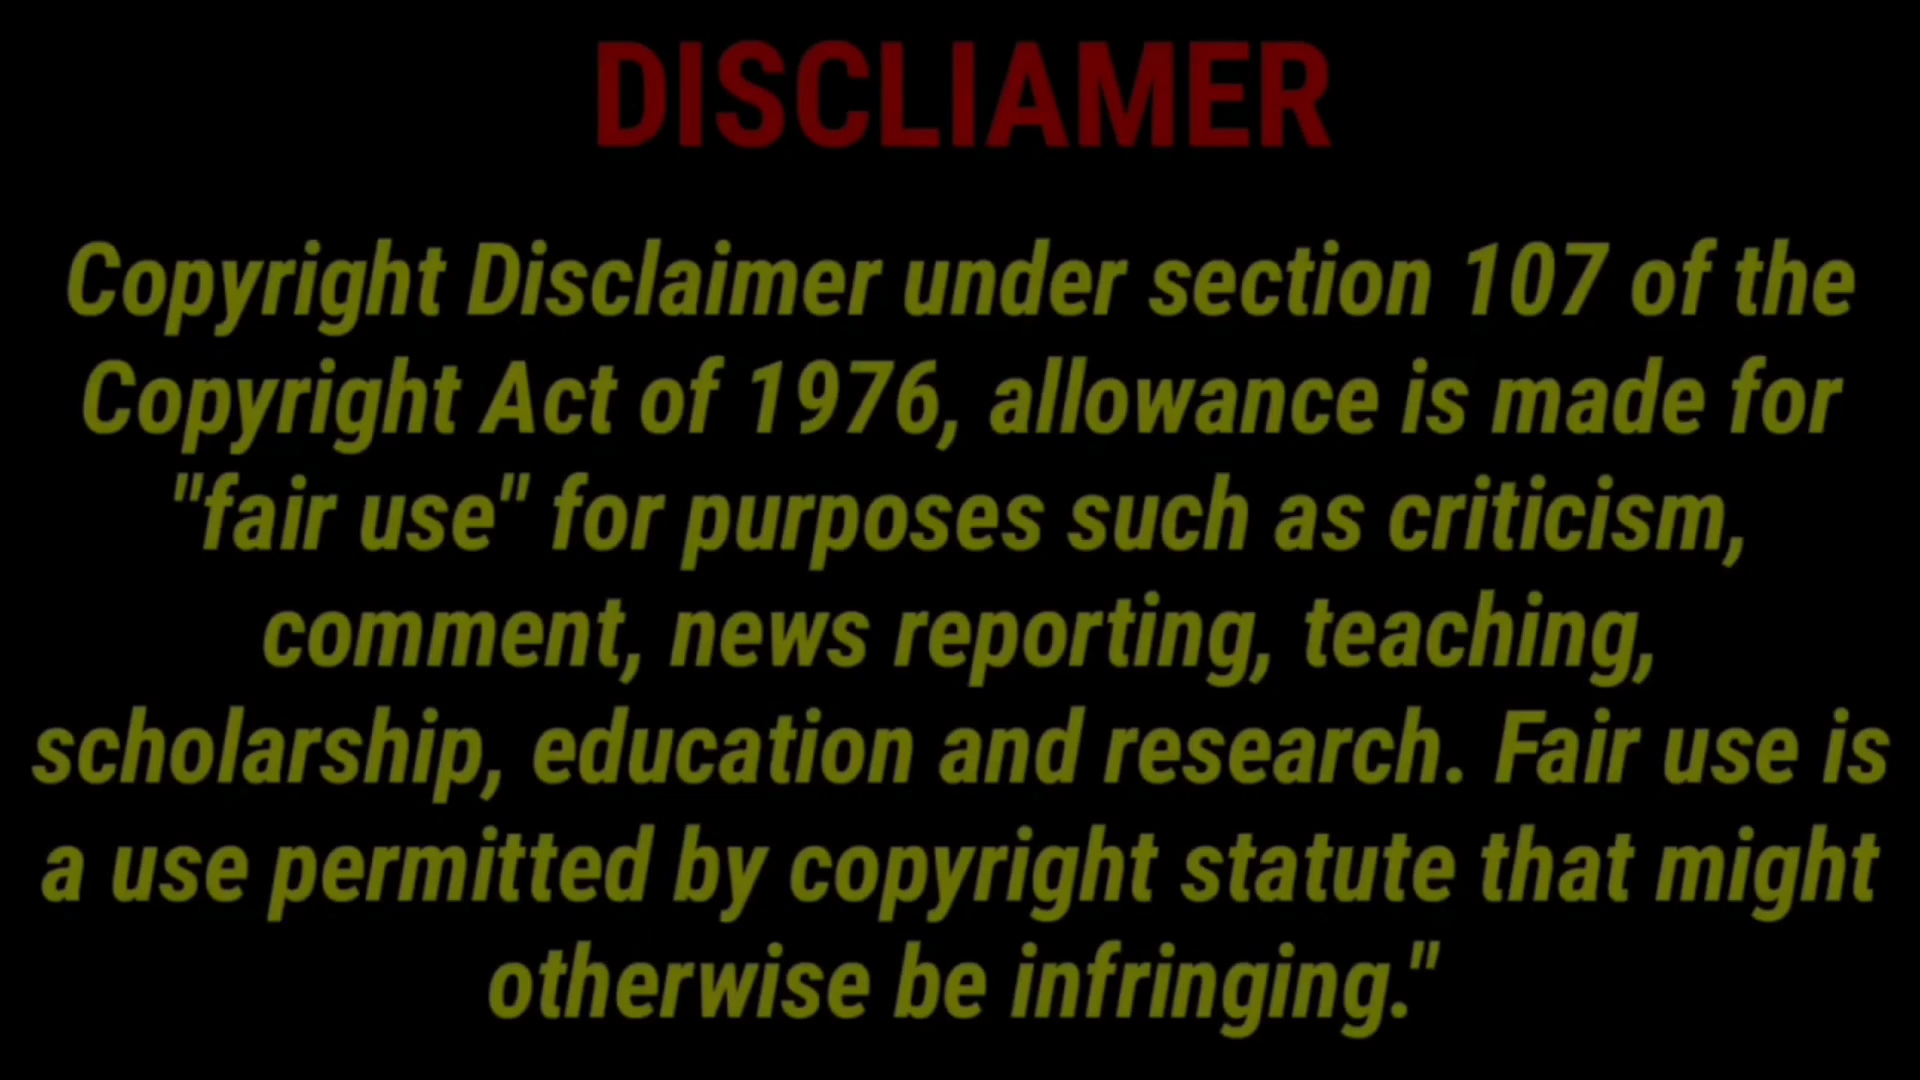 DISCLIAMER
Copyright Disclaimer under section 107 of the
Copyright Act of 1976, allowance is made for
"fair use" for purposes such as criticism,
comment, news reporting, teaching,
scholarship, education and research. Fair use is
a use permitted by copyright statute that might
otherwise be infringing."